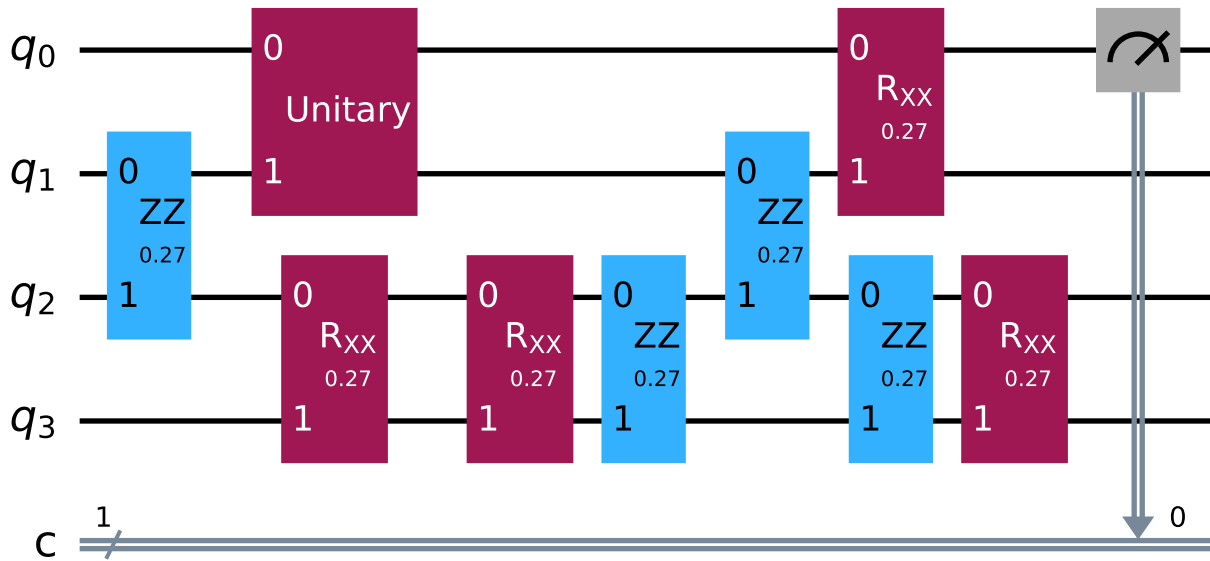 q0 0 0
Unitary RXX
0.27
q1 0 1 0 1
ZZ ZZ
0.27 0.27
q2 1 0 0 0 1 0 0
RXX RXX ZZ ZZ RXX
0.27 0.27 0.27 0.27 0.27
q3 1 1 1 1 1
1 0
c